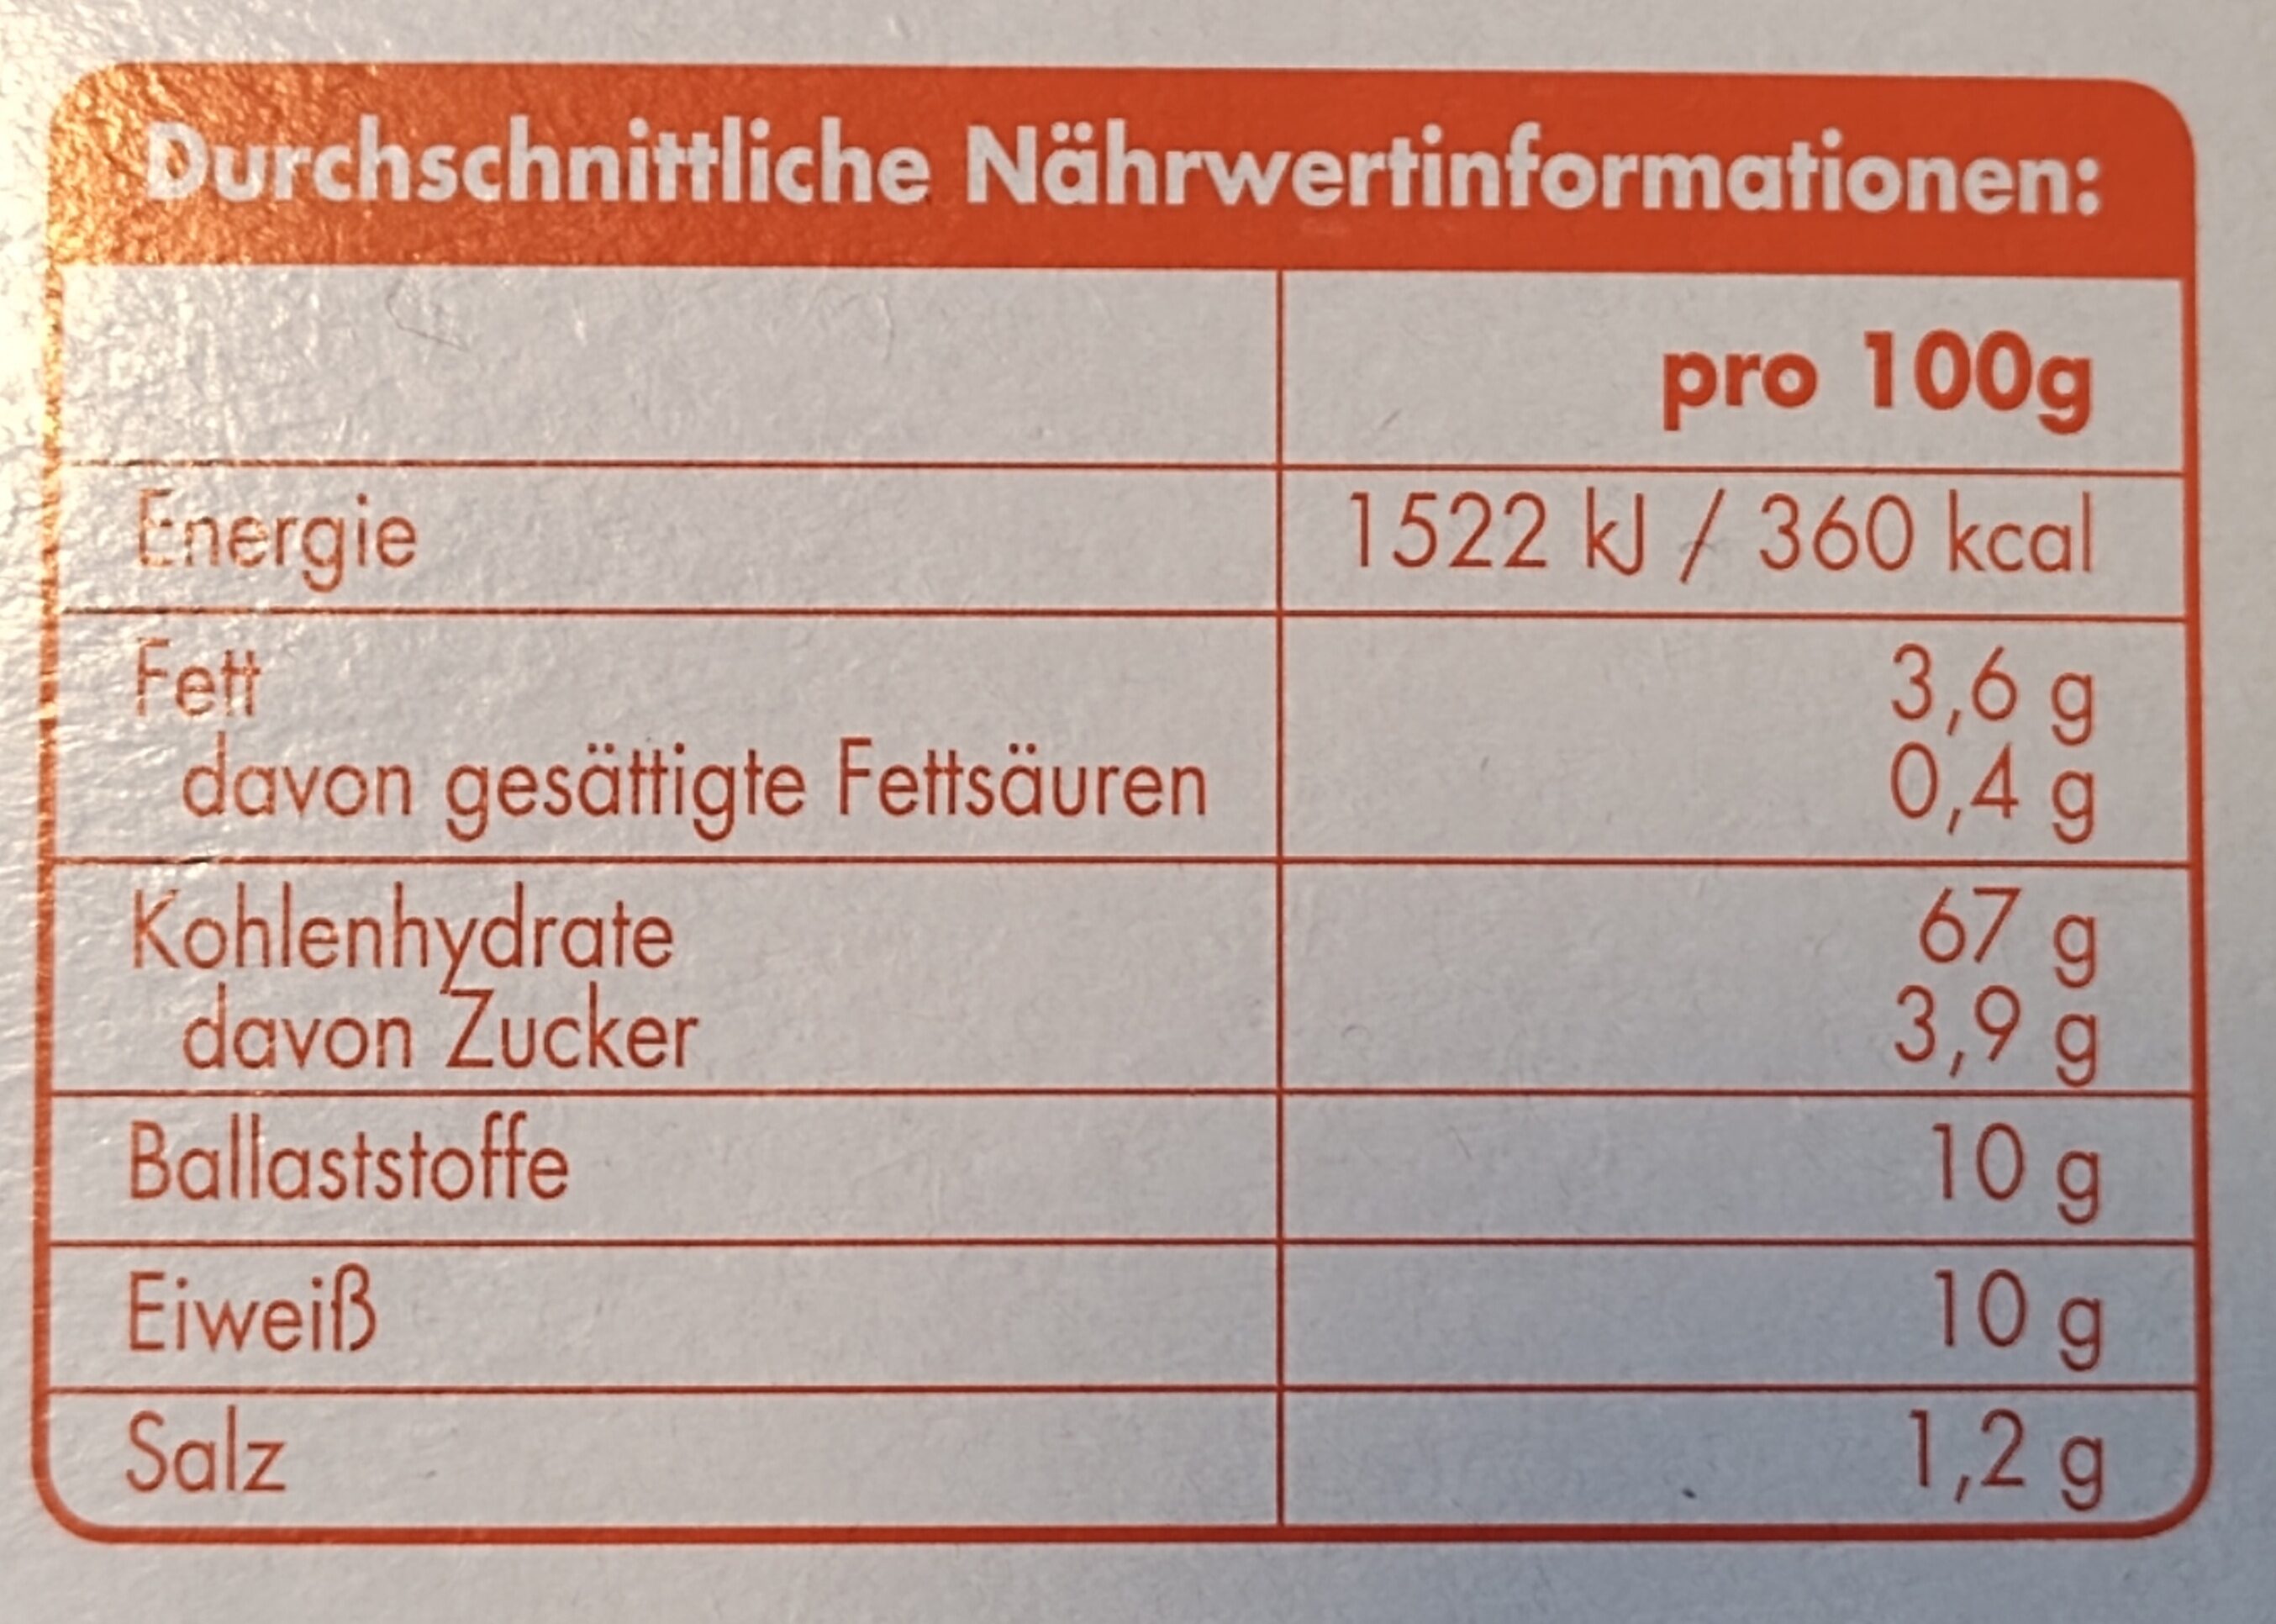 Durchschnittliche Nährwertinformationen:
pro 100g
Energie 1522 kJ / 360 kcal
Fett 3,6 g
davon gesättigte Fettsäuren 0,4 g
Kohlenhydrate 67 g
davon Zucker 3,9 g
Ballaststoffe 10 g
Eiweiß 10 g
Salz 1,2 g